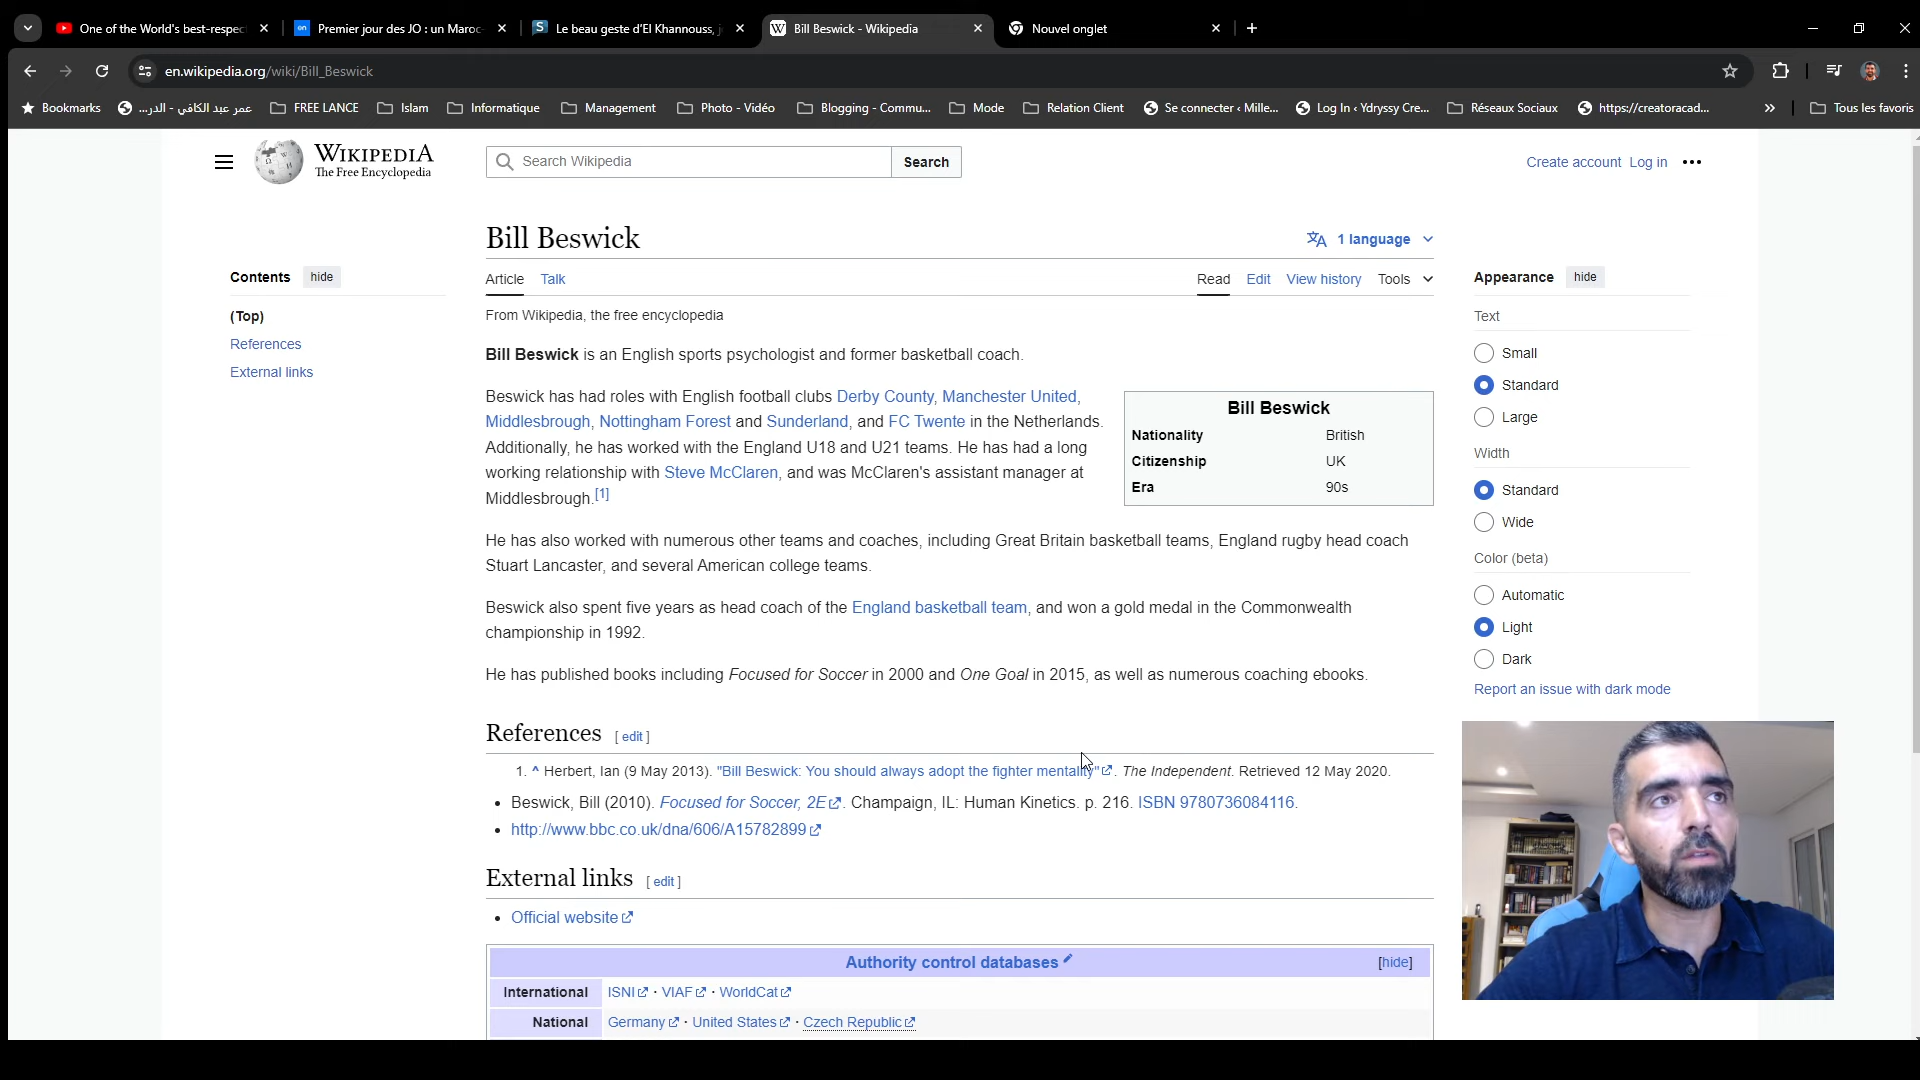 One of the World's best-respec
Premier jour des JO : un Maroc-
Le beau geste d'El Khannouss,
Bill Beswick - Wikipedia
Nouvel onglet
en.wikipedia.org/wiki/Bill_Beswick
Bookmarks
عمر عبد الكافي - الدر...
FREE LANCE
Islam
Informatique
Management
Photo - Vidéo
Blogging - Commu...
Mode
Relation Client
Se connecter ‹ Mille...
Log In ‹ Ydryssy Cre...
Réseaux Sociaux
https://creatoracad...
Tous les favoris
WIKIPEDIA
The Free Encyclopedia
Search Wikipedia
Search
Create account Log in
Bill Beswick
1 language
Contents hide
(Top)
References
External links
Article Talk
Read Edit View history Tools
From Wikipedia, the free encyclopedia
Bill Beswick is an English sports psychologist and former basketball coach.
Beswick has had roles with English football clubs Derby County, Manchester United,
Middlesbrough, Nottingham Forest and Sunderland, and FC Twente in the Netherlands.
Additionally, he has worked with the England U18 and U21 teams. He has had a long
working relationship with Steve McClaren, and was McClaren's assistant manager at
Middlesbrough.[1]
Bill Beswick
Nationality British
Citizenship UK
Era 90s
He has also worked with numerous other teams and coaches, including Great Britain basketball teams, England rugby head coach
Stuart Lancaster, and several American college teams.
Beswick also spent five years as head coach of the England basketball team, and won a gold medal in the Commonwealth
championship in 1992.
He has published books including Focused for Soccer in 2000 and One Goal in 2015, as well as numerous coaching ebooks.
References [ edit ]
1. ^ Herbert, Ian (9 May 2013). "Bill Beswick: You should always adopt the fighter mentality". The Independent. Retrieved 12 May 2020.
• Beswick, Bill (2010). Focused for Soccer, 2E. Champaign, IL: Human Kinetics. p. 216. ISBN 9780736084116.
• http://www.bbc.co.uk/dna/606/A15782899
External links [ edit ]
• Official website
Authority control databases [hide]
International ISNI · VIAF · WorldCat
National Germany · United States · Czech Republic
Appearance hide
Text
Small
Standard
Large
Width
Standard
Wide
Color (beta)
Automatic
Light
Dark
Report an issue with dark mode